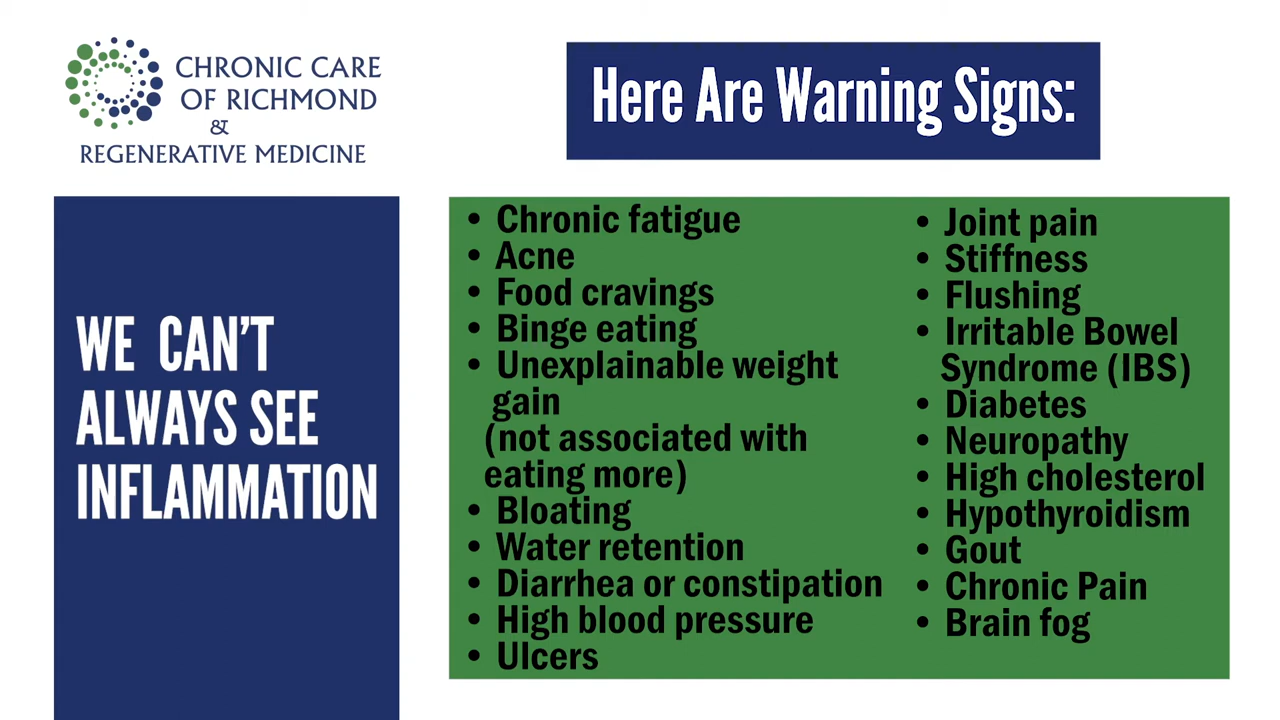 CHRONIC CARE
OF RICHMOND
&
REGENERATIVE MEDICINE
Here Are Warning Signs:
WE CAN'T
ALWAYS SEE
INFLAMMATION
• Chronic fatigue
• Acne
• Food cravings
• Binge eating
• Unexplainable weight
gain
(not associated with
eating more)
• Bloating
• Water retention
• Diarrhea or constipation
• High blood pressure
• Ulcers
• Joint pain
• Stiffness
• Flushing
• Irritable Bowel
Syndrome (IBS)
• Diabetes
• Neuropathy
• High cholesterol
• Hypothyroidism
• Gout
• Chronic Pain
• Brain fog